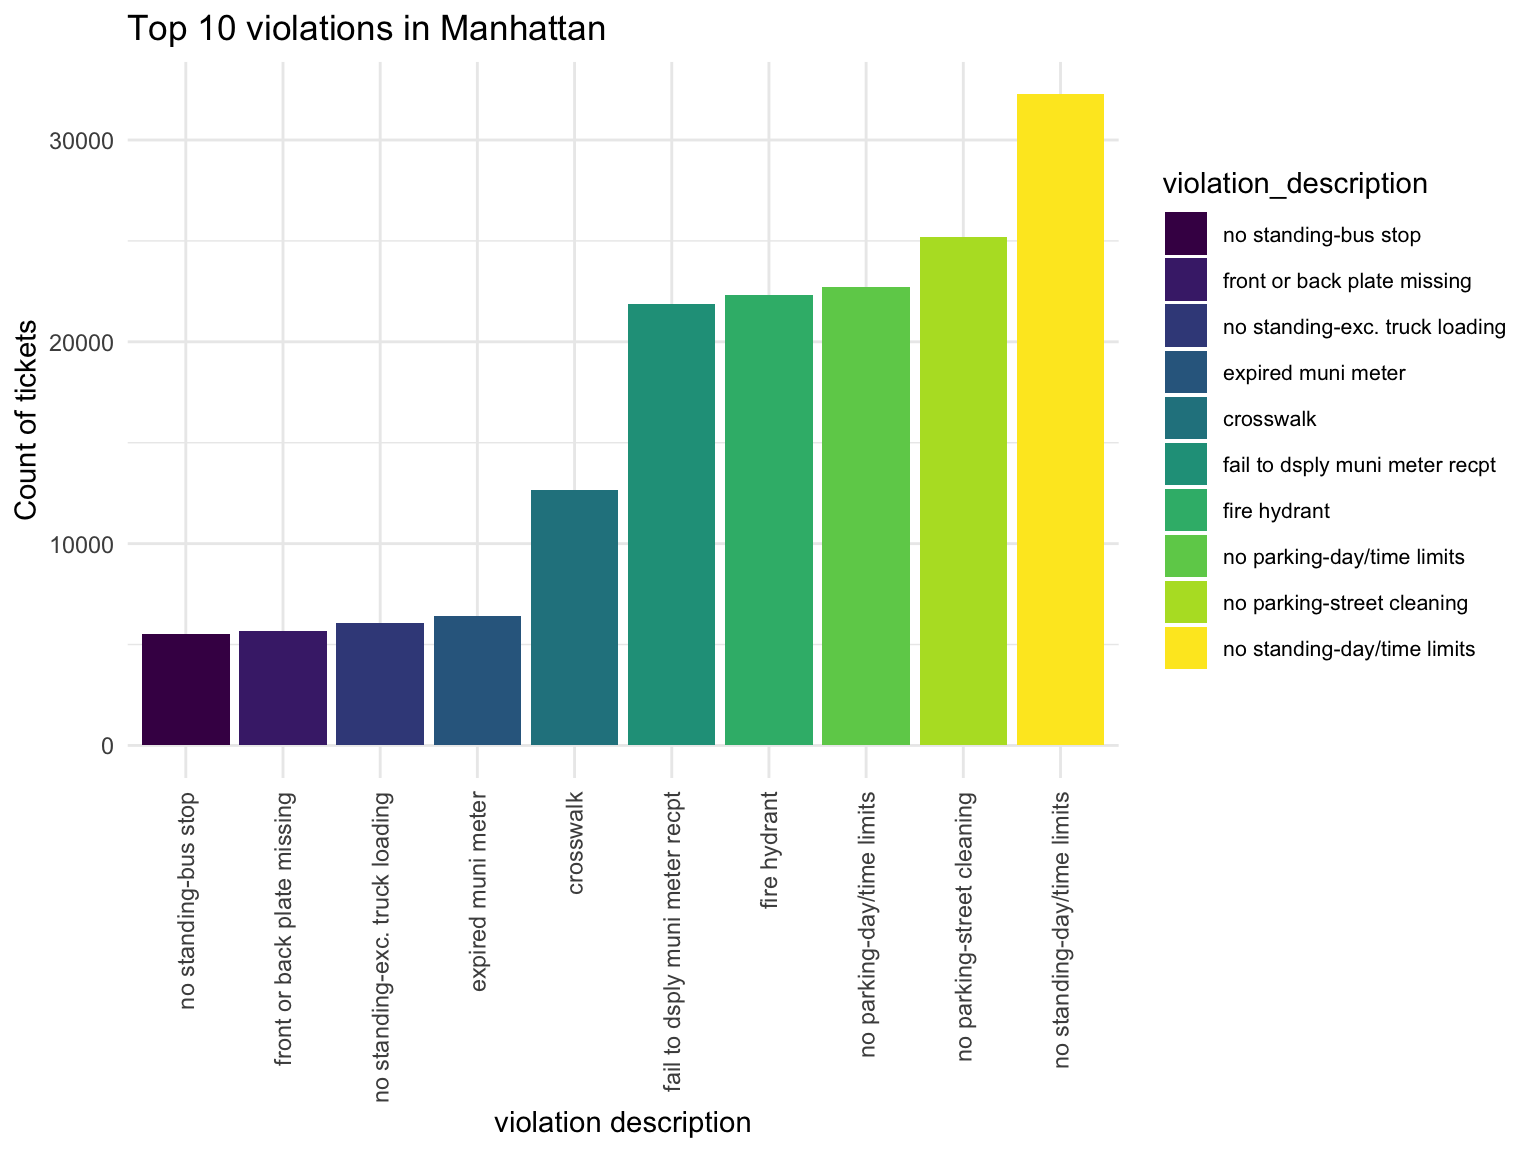 Top 10 violations in Manhattan
Count of tickets
30000
20000
10000
0
no standing-bus stop
front or back plate missing
no standing-exc. truck loading
expired muni meter
crosswalk
fail to dsply muni meter recpt
fire hydrant
no parking-day/time limits
no parking-street cleaning
no standing-day/time limits
violation description
violation_description
no standing-bus stop
front or back plate missing
no standing-exc. truck loading
expired muni meter
crosswalk
fail to dsply muni meter recpt
fire hydrant
no parking-day/time limits
no parking-street cleaning
no standing-day/time limits